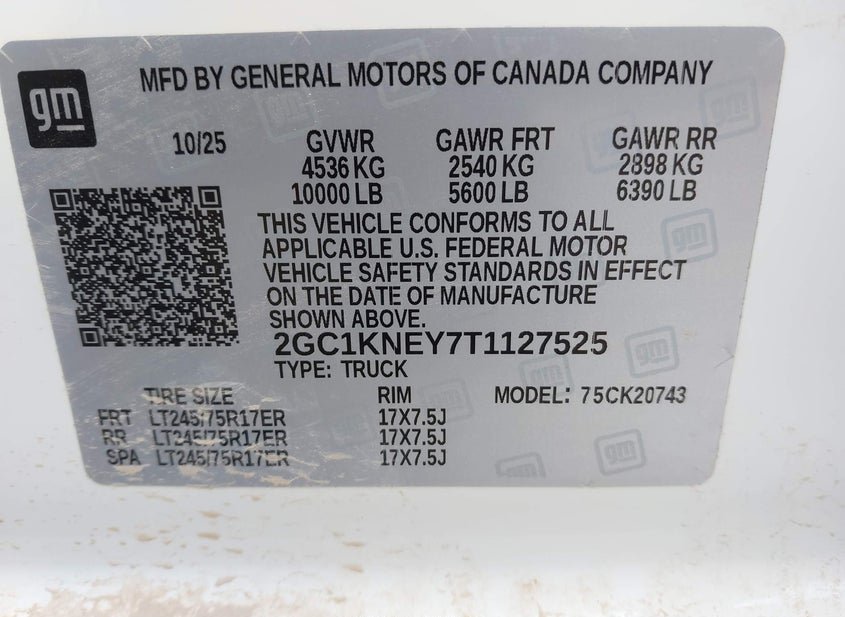 gm
MFD BY GENERAL MOTORS OF CANADA COMPANY
10/25 GVWR GAWR FRT GAWR RR
4536 KG 2540 KG 2898 KG
10000 LB 5600 LB 6390 LB
THIS VEHICLE CONFORMS TO ALL
APPLICABLE U.S. FEDERAL MOTOR
VEHICLE SAFETY STANDARDS IN EFFECT
ON THE DATE OF MANUFACTURE
SHOWN ABOVE.
2GC1KNEY7T1127525
TYPE: TRUCK
TIRE SIZE RIM MODEL: 75CK20743
FRT LT245/75R17ER 17X7.5J
RR LT245/75R17ER 17X7.5J
SPA LT245/75R17ER 17X7.5J